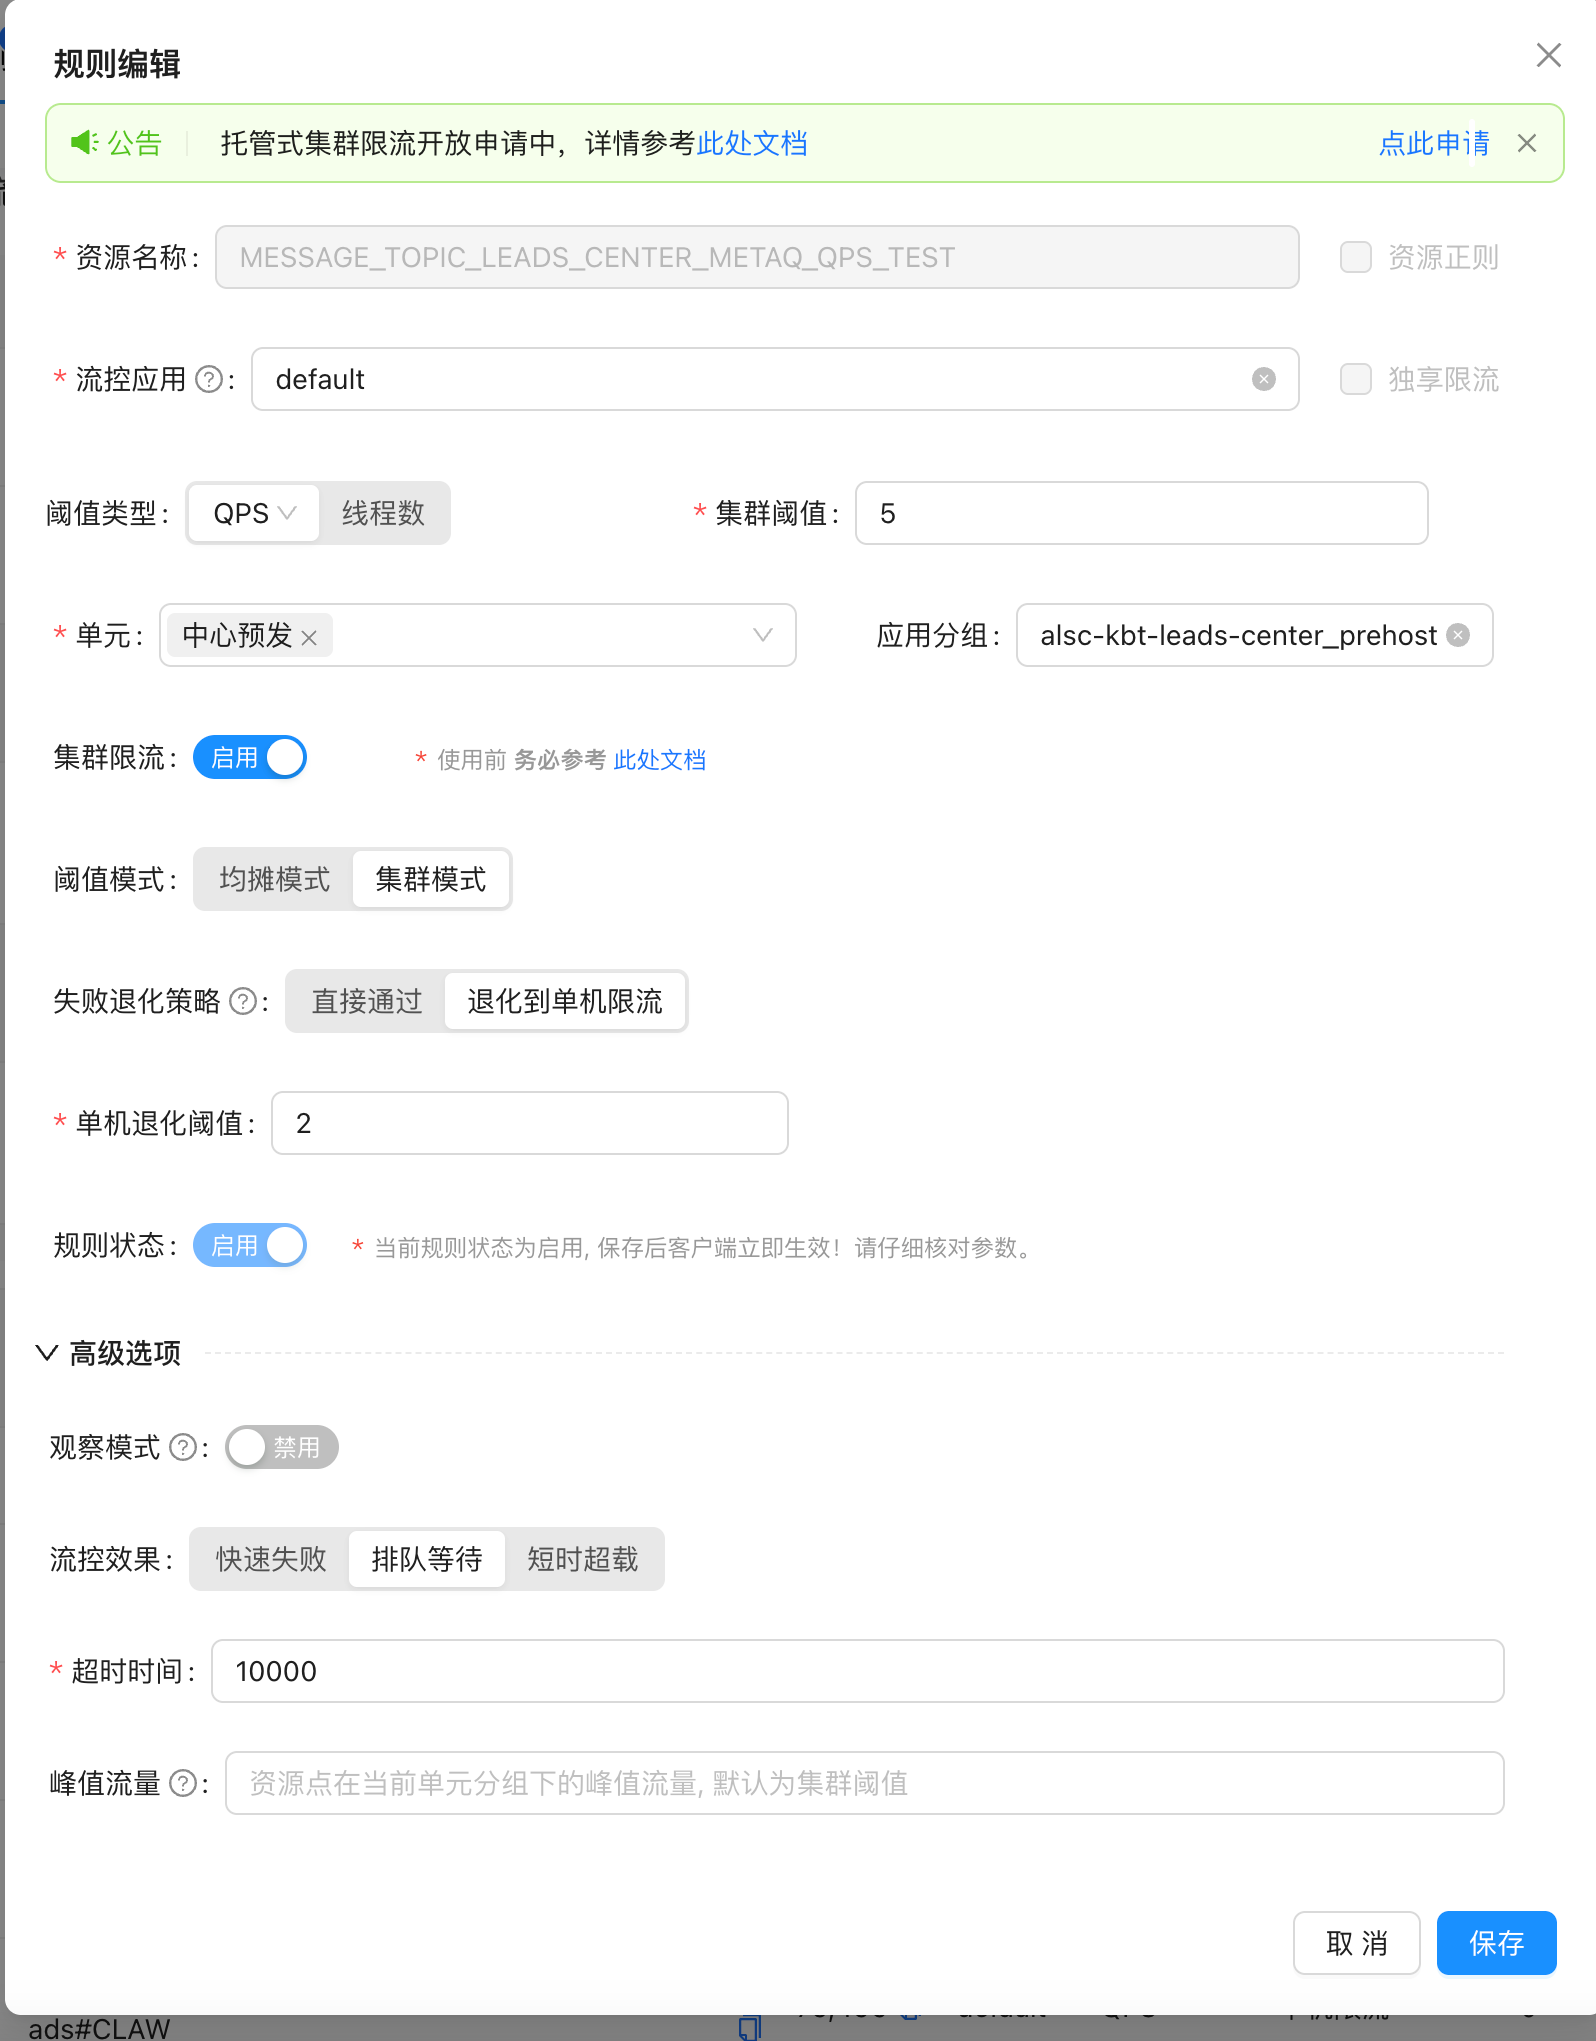 规则编辑
公告 托管式集群限流开放申请中，详情参考此处文档 点此申请
* 资源名称: MESSAGE_TOPIC_LEADS_CENTER_METAQ_QPS_TEST 资源正则
* 流控应用 ? : default 独享限流
阈值类型: QPS 线程数 * 集群阈值: 5
* 单元: 中心预发 应用分组: alsc-kbt-leads-center_prehost
集群限流: 启用 * 使用前 务必参考 此处文档
阈值模式: 均摊模式 集群模式
失败退化策略 ? : 直接通过 退化到单机限流
* 单机退化阈值: 2
规则状态: 启用 * 当前规则状态为启用, 保存后客户端立即生效！请仔细核对参数。
高级选项
观察模式 ? : 禁用
流控效果: 快速失败 排队等待 短时超载
* 超时时间: 10000
峰值流量 ? : 资源点在当前单元分组下的峰值流量, 默认为集群阈值
取 消 保存
ads#CLAW